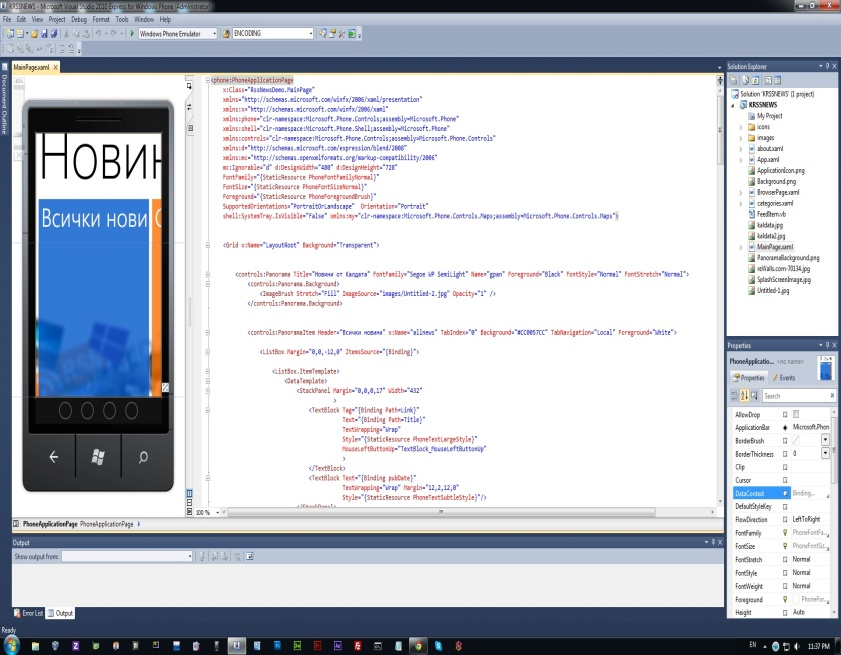 KRSSNEWS - Microsoft Visual Studio 2010 Express for Windows Phone (Administrator)
File Edit View Project Debug Format Tools Window Help
Windows Phone Emulator
ENCODING
MainPage.xaml X
Document Outline
Новин
Всички нови
<phone:PhoneApplicationPage
x:Class="RssNewsDemo.MainPage"
xmlns="http://schemas.microsoft.com/winfx/2006/xaml/presentation"
xmlns:x="http://schemas.microsoft.com/winfx/2006/xaml"
xmlns:phone="clr-namespace:Microsoft.Phone.Controls;assembly=Microsoft.Phone"
xmlns:shell="clr-namespace:Microsoft.Phone.Shell;assembly=Microsoft.Phone"
xmlns:controls="clr-namespace:Microsoft.Phone.Controls;assembly=Microsoft.Phone.Controls"
xmlns:d="http://schemas.microsoft.com/expression/blend/2008"
xmlns:mc="http://schemas.openxmlformats.org/markup-compatibility/2006"
mc:Ignorable="d" d:DesignWidth="480" d:DesignHeight="728"
FontFamily="{StaticResource PhoneFontFamilyNormal}"
FontSize="{StaticResource PhoneFontSizeNormal}"
Foreground="{StaticResource PhoneForegroundBrush}"
SupportedOrientations="PortraitOrLandscape" Orientation="Portrait"
shell:SystemTray.IsVisible="False" xmlns:my="clr-namespace:Microsoft.Phone.Controls.Maps;assembly=Microsoft.Phone.Controls.Maps">
<Grid x:Name="LayoutRoot" Background="Transparent">
<controls:Panorama Title="Новини от Калдата" FontFamily="Segoe WP SemiLight" Name="gpan" Foreground="Black" FontStyle="Normal" FontStretch="Normal">
<controls:Panorama.Background>
<ImageBrush Stretch="Fill" ImageSource="images/Untitled-2.jpg" Opacity="1" />
</controls:Panorama.Background>
<controls:PanoramaItem Header="Всички новини" x:Name="allnews" TabIndex="0" Background="#CC0057CC" TabNavigation="Local" Foreground="White">
<ListBox Margin="0,0,-12,0" ItemsSource="{Binding}">
<ListBox.ItemTemplate>
<DataTemplate>
<StackPanel Margin="0,0,0,17" Width="432"
>
<TextBlock Tag="{Binding Path=Link}"
Text="{Binding Path=Title}"
TextWrapping="Wrap"
Style="{StaticResource PhoneTextLargeStyle}"
MouseLeftButtonUp="TextBlock_MouseLeftButtonUp"
>
</TextBlock>
<TextBlock Text="{Binding pubDate}"
TextWrapping="Wrap" Margin="12,2,12,0"
Style="{StaticResource PhoneTextSubtleStyle}"/>
</StackPanel>
100 %
PhoneApplicationPage PhoneApplicationPage
Output
Show output from:
Error List Output
Ready
Solution Explorer
Solution 'KRSSNEWS' (1 project)
KRSSNEWS
My Project
icons
images
about.xaml
App.xaml
ApplicationIcon.png
Background.png
BrowserPage.xaml
categories.xaml
FeedItem.vb
kaldata.jpg
kaldata2.jpg
MainPage.xaml
PanoramaBackground.png
reWalls.com-70134.jpg
SplashScreenImage.jpg
Untitled-1.jpg
Properties
PhoneApplicatio... <no name>
Properties Events
Search
AllowDrop
ApplicationBar Microsoft.Phon
BorderBrush
BorderThickness 0
Clip
Cursor
DataContext Binding...
DefaultStyleKey
FlowDirection LeftToRight
FontFamily PhoneFontFa...
FontSize PhoneFontSiz...
FontStretch Normal
FontStyle Normal
FontWeight Normal
Foreground PhoneFor...
Height Auto
EN 11:37 PM